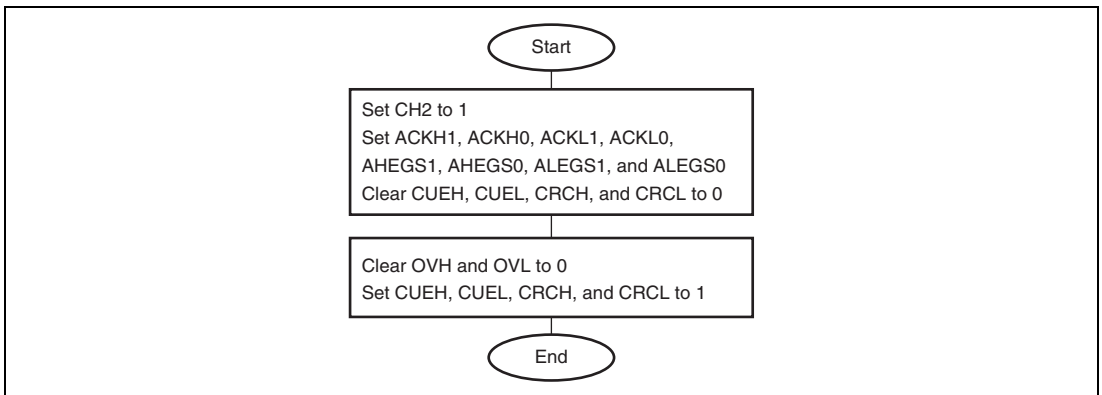 Start
Set CH2 to 1
Set ACKH1, ACKH0, ACKL1, ACKL0,
AHEGS1, AHEGS0, ALEGS1, and ALEGS0
Clear CUEH, CUEL, CRCH, and CRCL to 0
Clear OVH and OVL to 0
Set CUEH, CUEL, CRCH, and CRCL to 1
End